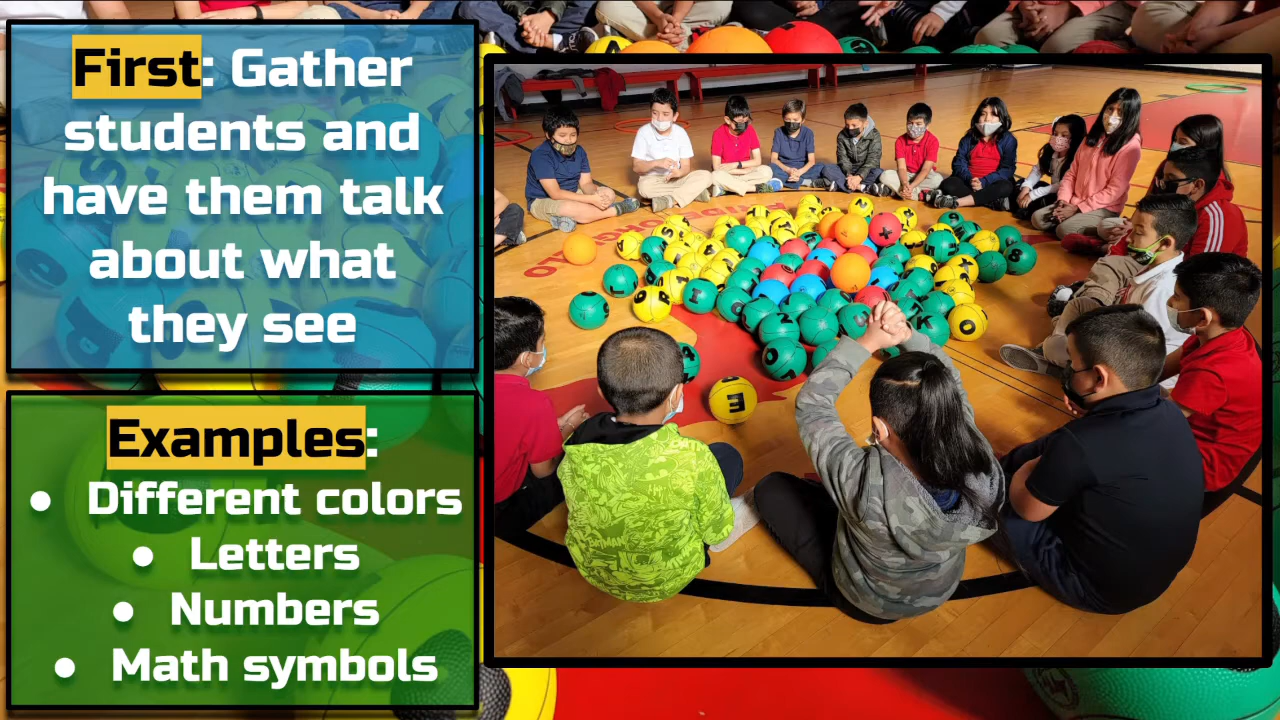 First: Gather
students and
have them talk
about what
they see
Examples:
● Different colors
● Letters
● Numbers
● Math symbols
E